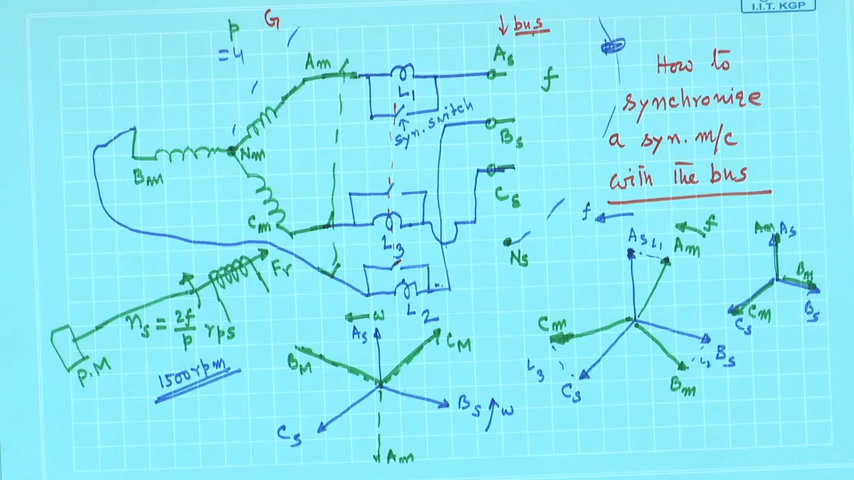 I.I.T. KGP
G
p
= 4
↓ bus
Am
L1
syn. switch
As
f
Bs
Cs
Ns
How to
synchronize
a syn. m/c
with the bus
Bm
Nm
Cm
L3
L2
Fr
ns = 2f/p rps
P.M
1500 rpm
← ω
As
BM
CM
Bs
ω
Cs
Am
f
As
L1
Am
f
Cm
L3
Cs
L2
Bs
Bm
Am
As
Bm
Bs
Cs
Cm